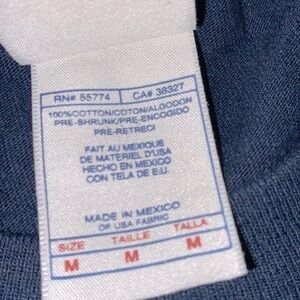 RN# 55774 CA# 38327
100%COTTON/COTON/ALGODON
PRE-SHRUNK/PRE-ENCOGIDO
PRE-RETRECI
FAIT AU MEXIQUE
DE MATERIEL D'USA
HECHO EN MEXICO
CON TELA DE E.U.
MADE IN MEXICO
OF USA FABRIC
SIZE TAILLE TALLA
M M M